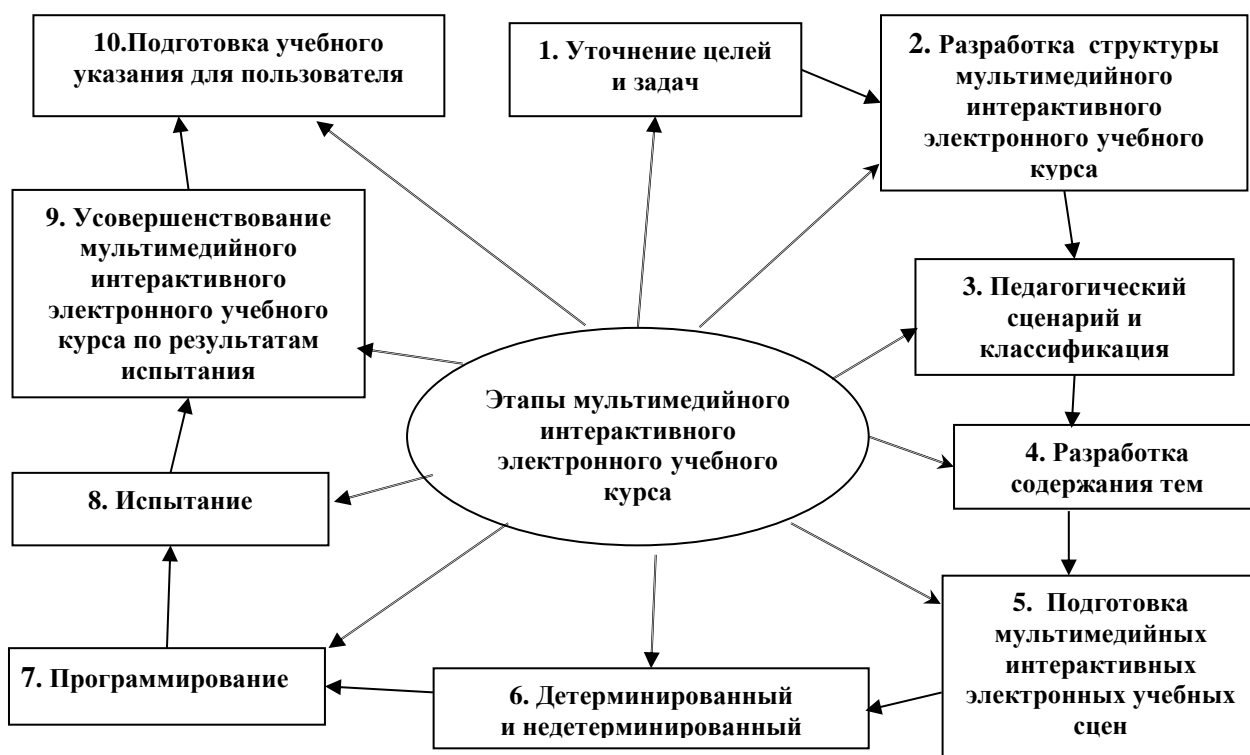 10.Подготовка учебного
указания для пользователя
1. Уточнение целей
и задач
2. Разработка структуры
мультимедийного
интерактивного
электронного учебного
курса
9. Усовершенствование
мультимедийного
интерактивного
электронного учебного
курса по результатам
испытания
3. Педагогический
сценарий и
классификация
Этапы мультимедийного
интерактивного
электронного учебного
курса
4. Разработка
содержания тем
8. Испытание
5. Подготовка
мультимедийных
интерактивных
электронных учебных
сцен
7. Программирование
6. Детерминированный
и недетерминированный